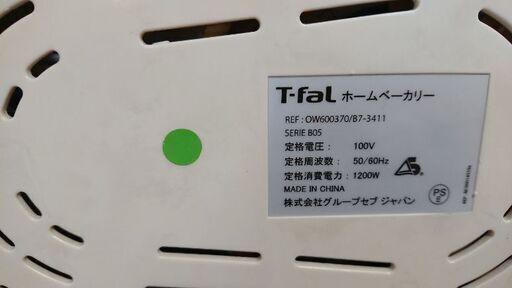 T-faL ホームベーカリー
REF : OW600370/B7-3411
SERIE B05
定格電圧： 100V
定格周波数： 50/60Hz
定格消費電力：1200W
MADE IN CHINA
株式会社グループセブ ジャパン
PS
E